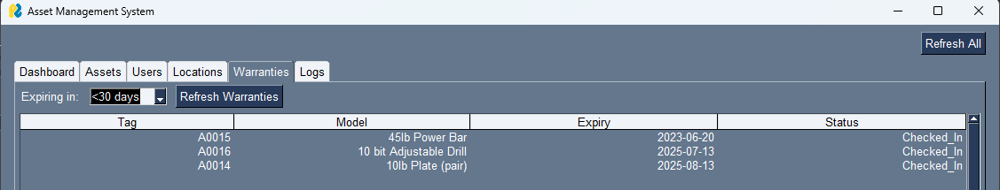 Asset Management System
Refresh All
Dashboard Assets Users Locations Warranties Logs
Expiring in: <30 days Refresh Warranties
Tag Model Expiry Status
A0015 45lb Power Bar 2023-06-20 Checked_In
A0016 10 bit Adjustable Drill 2025-07-13 Checked_In
A0014 10lb Plate (pair) 2025-08-13 Checked_In